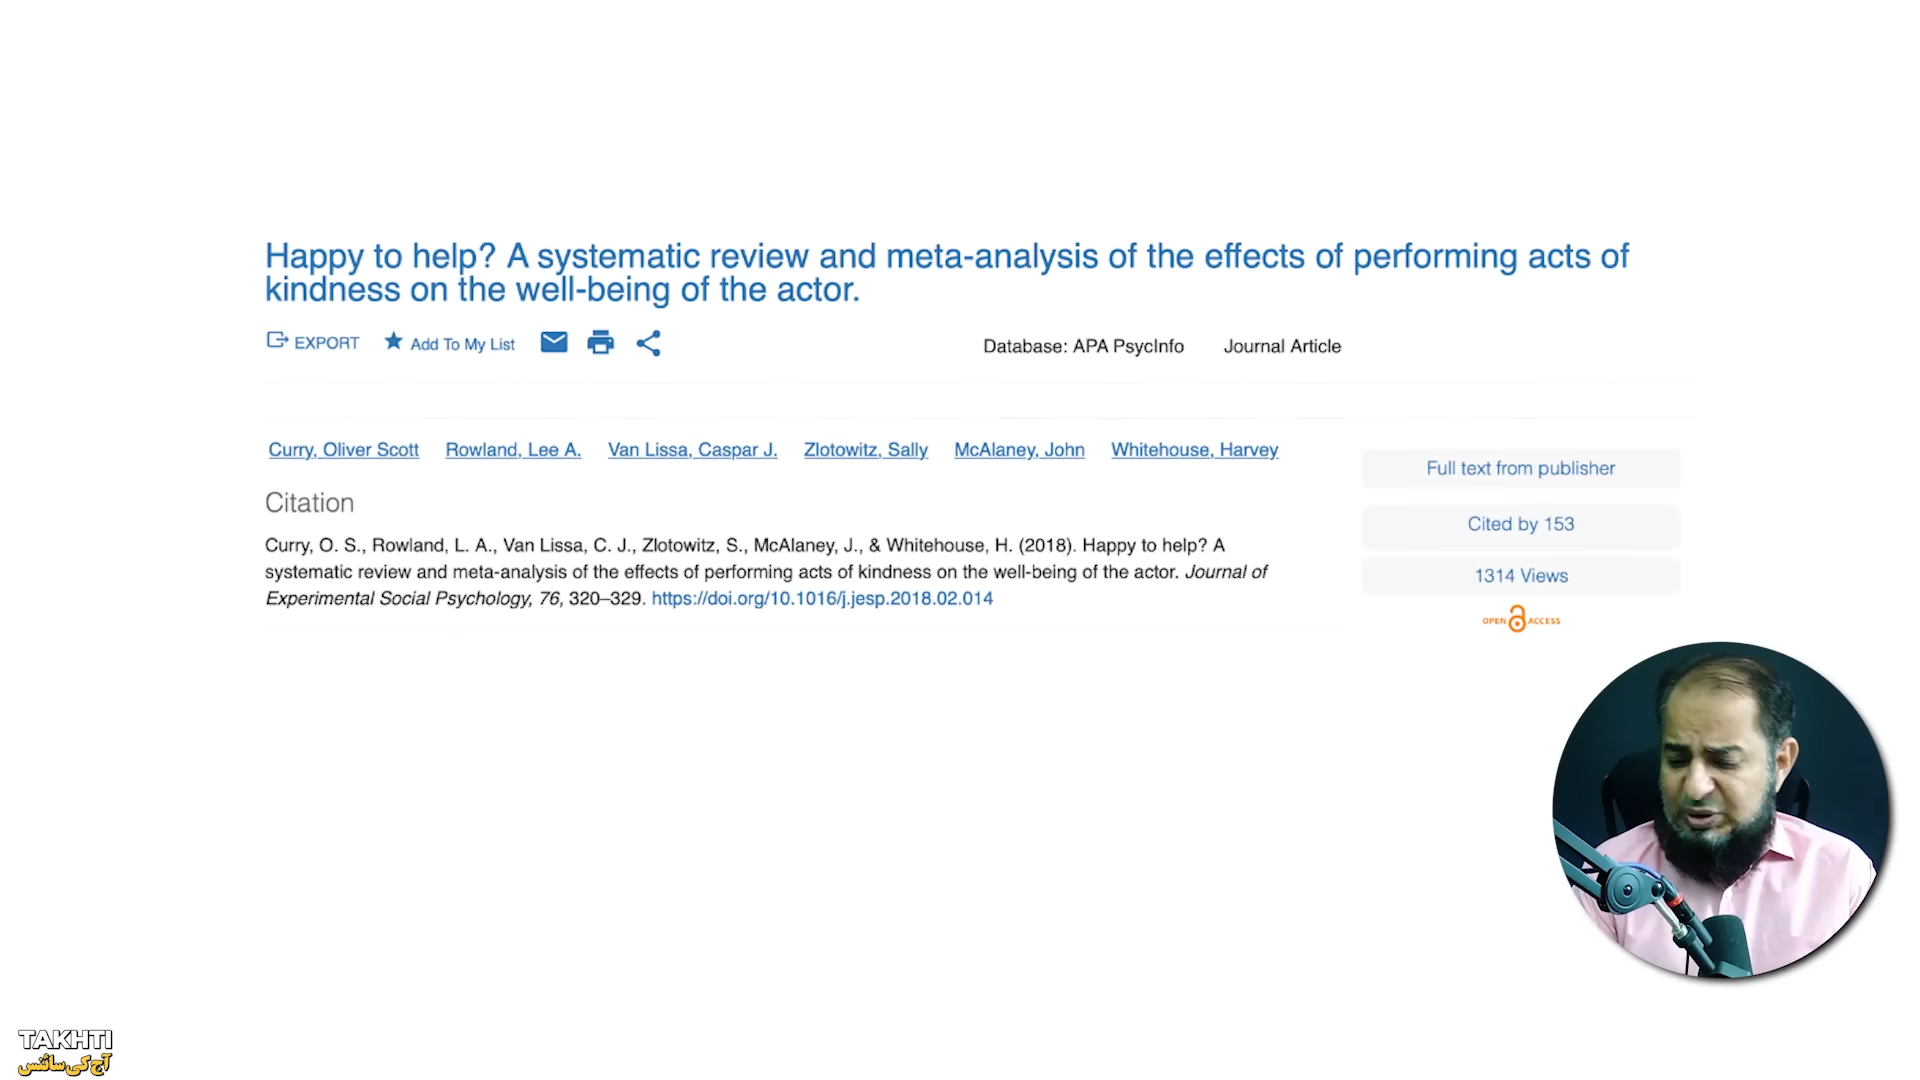 Happy to help? A systematic review and meta-analysis of the effects of performing acts of
kindness on the well-being of the actor.
EXPORT
Add To My List
Database: APA PsycInfo
Journal Article
Curry, Oliver Scott
Rowland, Lee A.
Van Lissa, Caspar J.
Zlotowitz, Sally
McAlaney, John
Whitehouse, Harvey
Full text from publisher
Cited by 153
1314 Views
OPEN ACCESS
Citation
Curry, O. S., Rowland, L. A., Van Lissa, C. J., Zlotowitz, S., McAlaney, J., & Whitehouse, H. (2018). Happy to help? A
systematic review and meta-analysis of the effects of performing acts of kindness on the well-being of the actor. Journal of
Experimental Social Psychology, 76, 320–329. https://doi.org/10.1016/j.jesp.2018.02.014
TAKHTI
آج کی سائنس